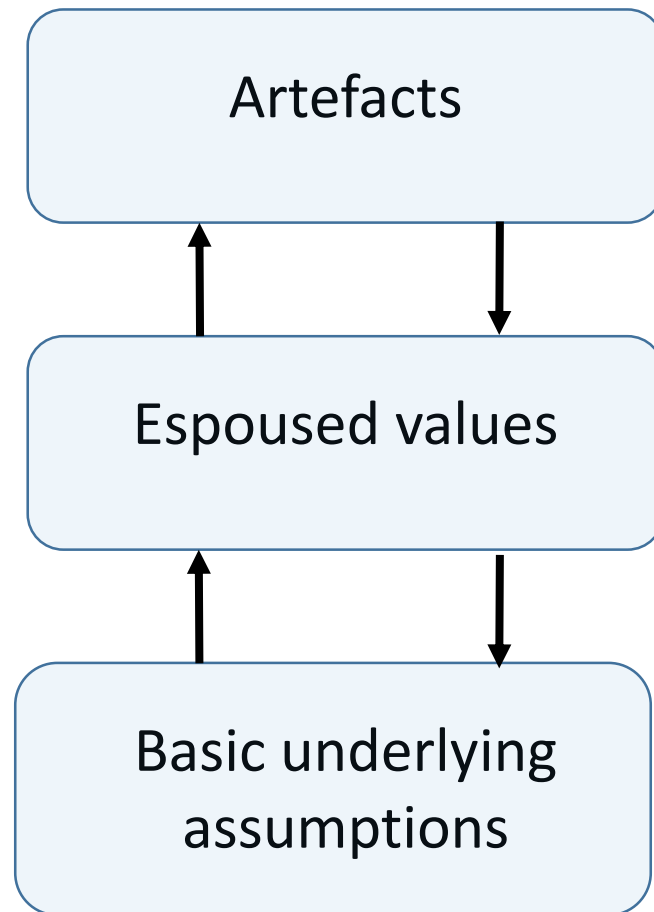 Artefacts
Espoused values
Basic underlying
assumptions